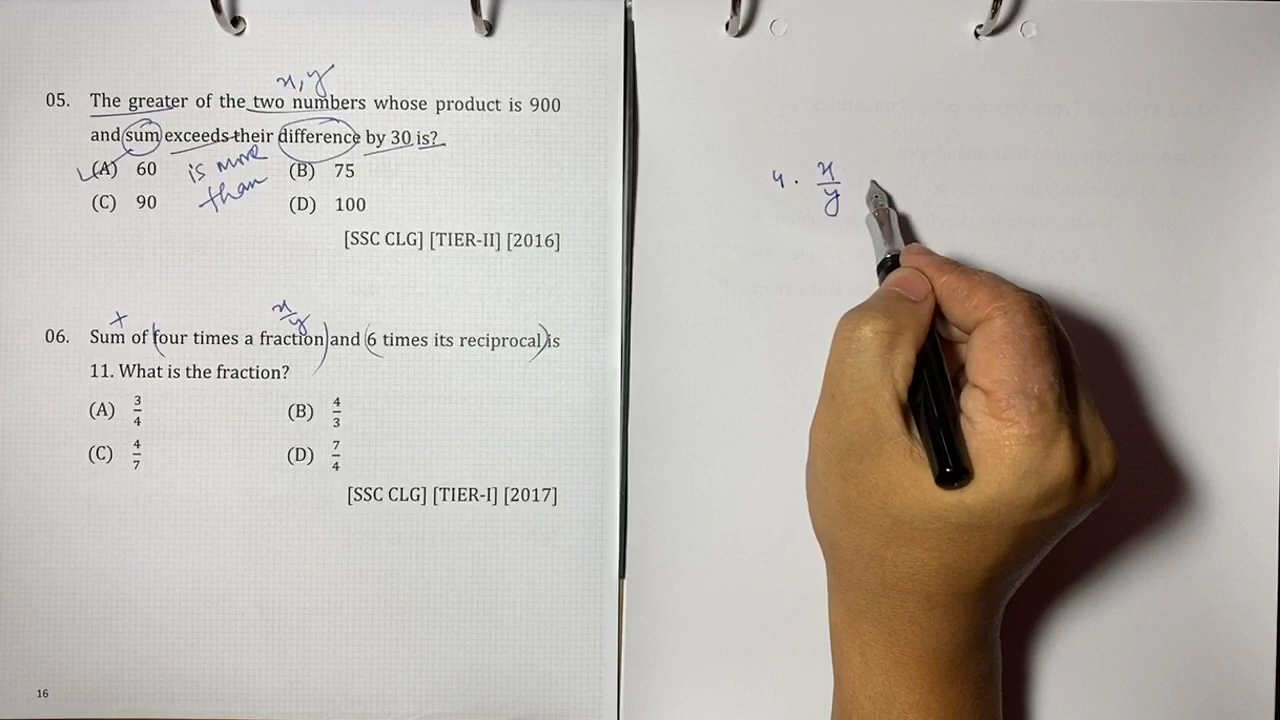 x, y
05. The greater of the two numbers whose product is 900
and sum exceeds their difference by 30 is?
(A) 60 (B) 75
is more
than
(C) 90 (D) 100
[SSC CLG] [TIER-II] [2016]
+ x/y
06. Sum of (four times a fraction) and (6 times its reciprocal) is
11. What is the fraction?
(A) 3/4 (B) 4/3
(C) 4/7 (D) 7/4
[SSC CLG] [TIER-I] [2017]
16
4 . x/y